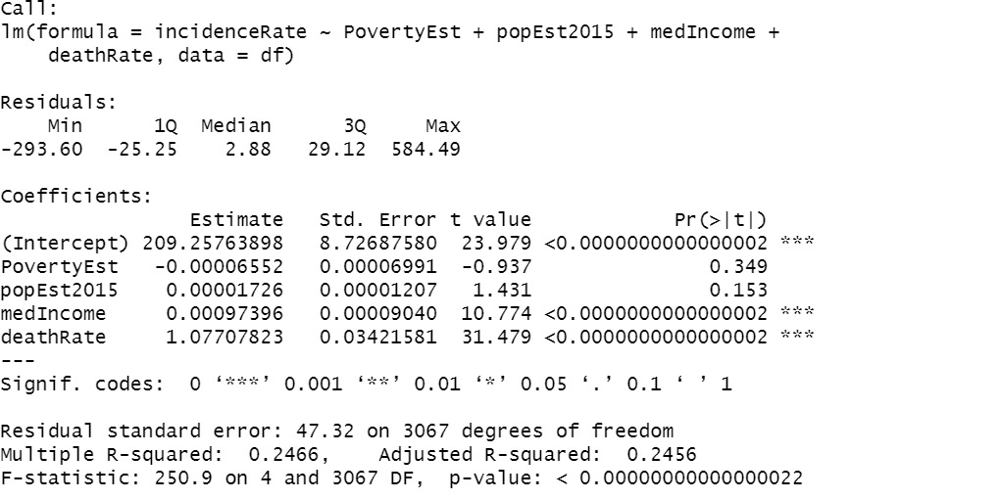 Call:
lm(formula = incidenceRate ~ PovertyEst + popEst2015 + medIncome +
    deathRate, data = df)

Residuals:
    Min      1Q  Median      3Q     Max
-293.60  -25.25    2.88   29.12  584.49

Coefficients:
                Estimate   Std. Error t value            Pr(>|t|)
(Intercept) 209.25763898   8.72687580  23.979 <0.0000000000000002 ***
PovertyEst   -0.00006552   0.00006991  -0.937               0.349
popEst2015    0.00001726   0.00001207   1.431               0.153
medIncome     0.00097396   0.00009040  10.774 <0.0000000000000002 ***
deathRate     1.07707823   0.03421581  31.479 <0.0000000000000002 ***
---
Signif. codes:  0 ‘***’ 0.001 ‘**’ 0.01 ‘*’ 0.05 ‘.’ 0.1 ‘ ’ 1

Residual standard error: 47.32 on 3067 degrees of freedom
Multiple R-squared:  0.2466,	Adjusted R-squared:  0.2456
F-statistic: 250.9 on 4 and 3067 DF,  p-value: < 0.00000000000000022